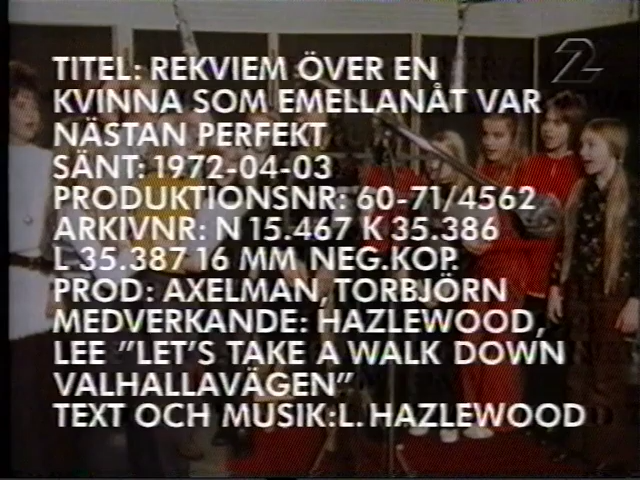 TITEL: REKVIEM ÖVER EN
KVINNA SOM EMELLANÅT VAR
NÄSTAN PERFEKT
SÄNT: 1972-04-03
PRODUKTIONSNR: 60-71/4562
ARKIVNR: N 15.467 K 35.386
L 35.387 16 MM NEG.KOP.
PROD: AXELMAN, TORBJÖRN
MEDVERKANDE: HAZLEWOOD,
LEE "LET'S TAKE A WALK DOWN
VALHALLAVÄGEN"
TEXT OCH MUSIK:L. HAZLEWOOD
2